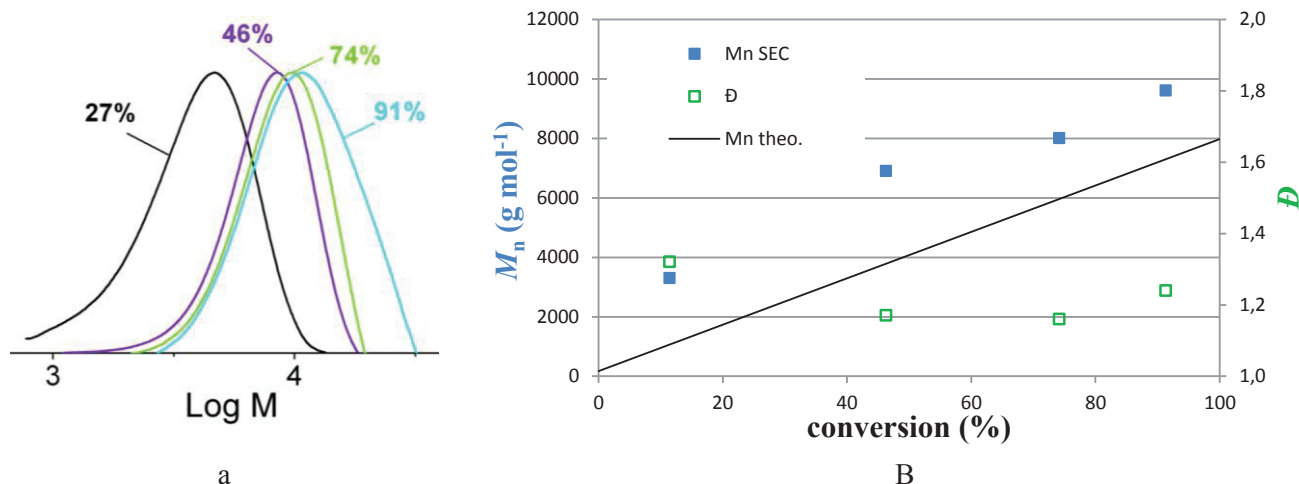 46%
74%
27%
91%
3
4
Log M
a
12000
10000
8000
6000
4000
2000
0
Mn SEC
Đ
Mn theo.
Mn (g mol-1)
0
20
40
60
80
100
conversion (%)
2,0
1,8
1,6
1,4
1,2
1,0
Đ
B